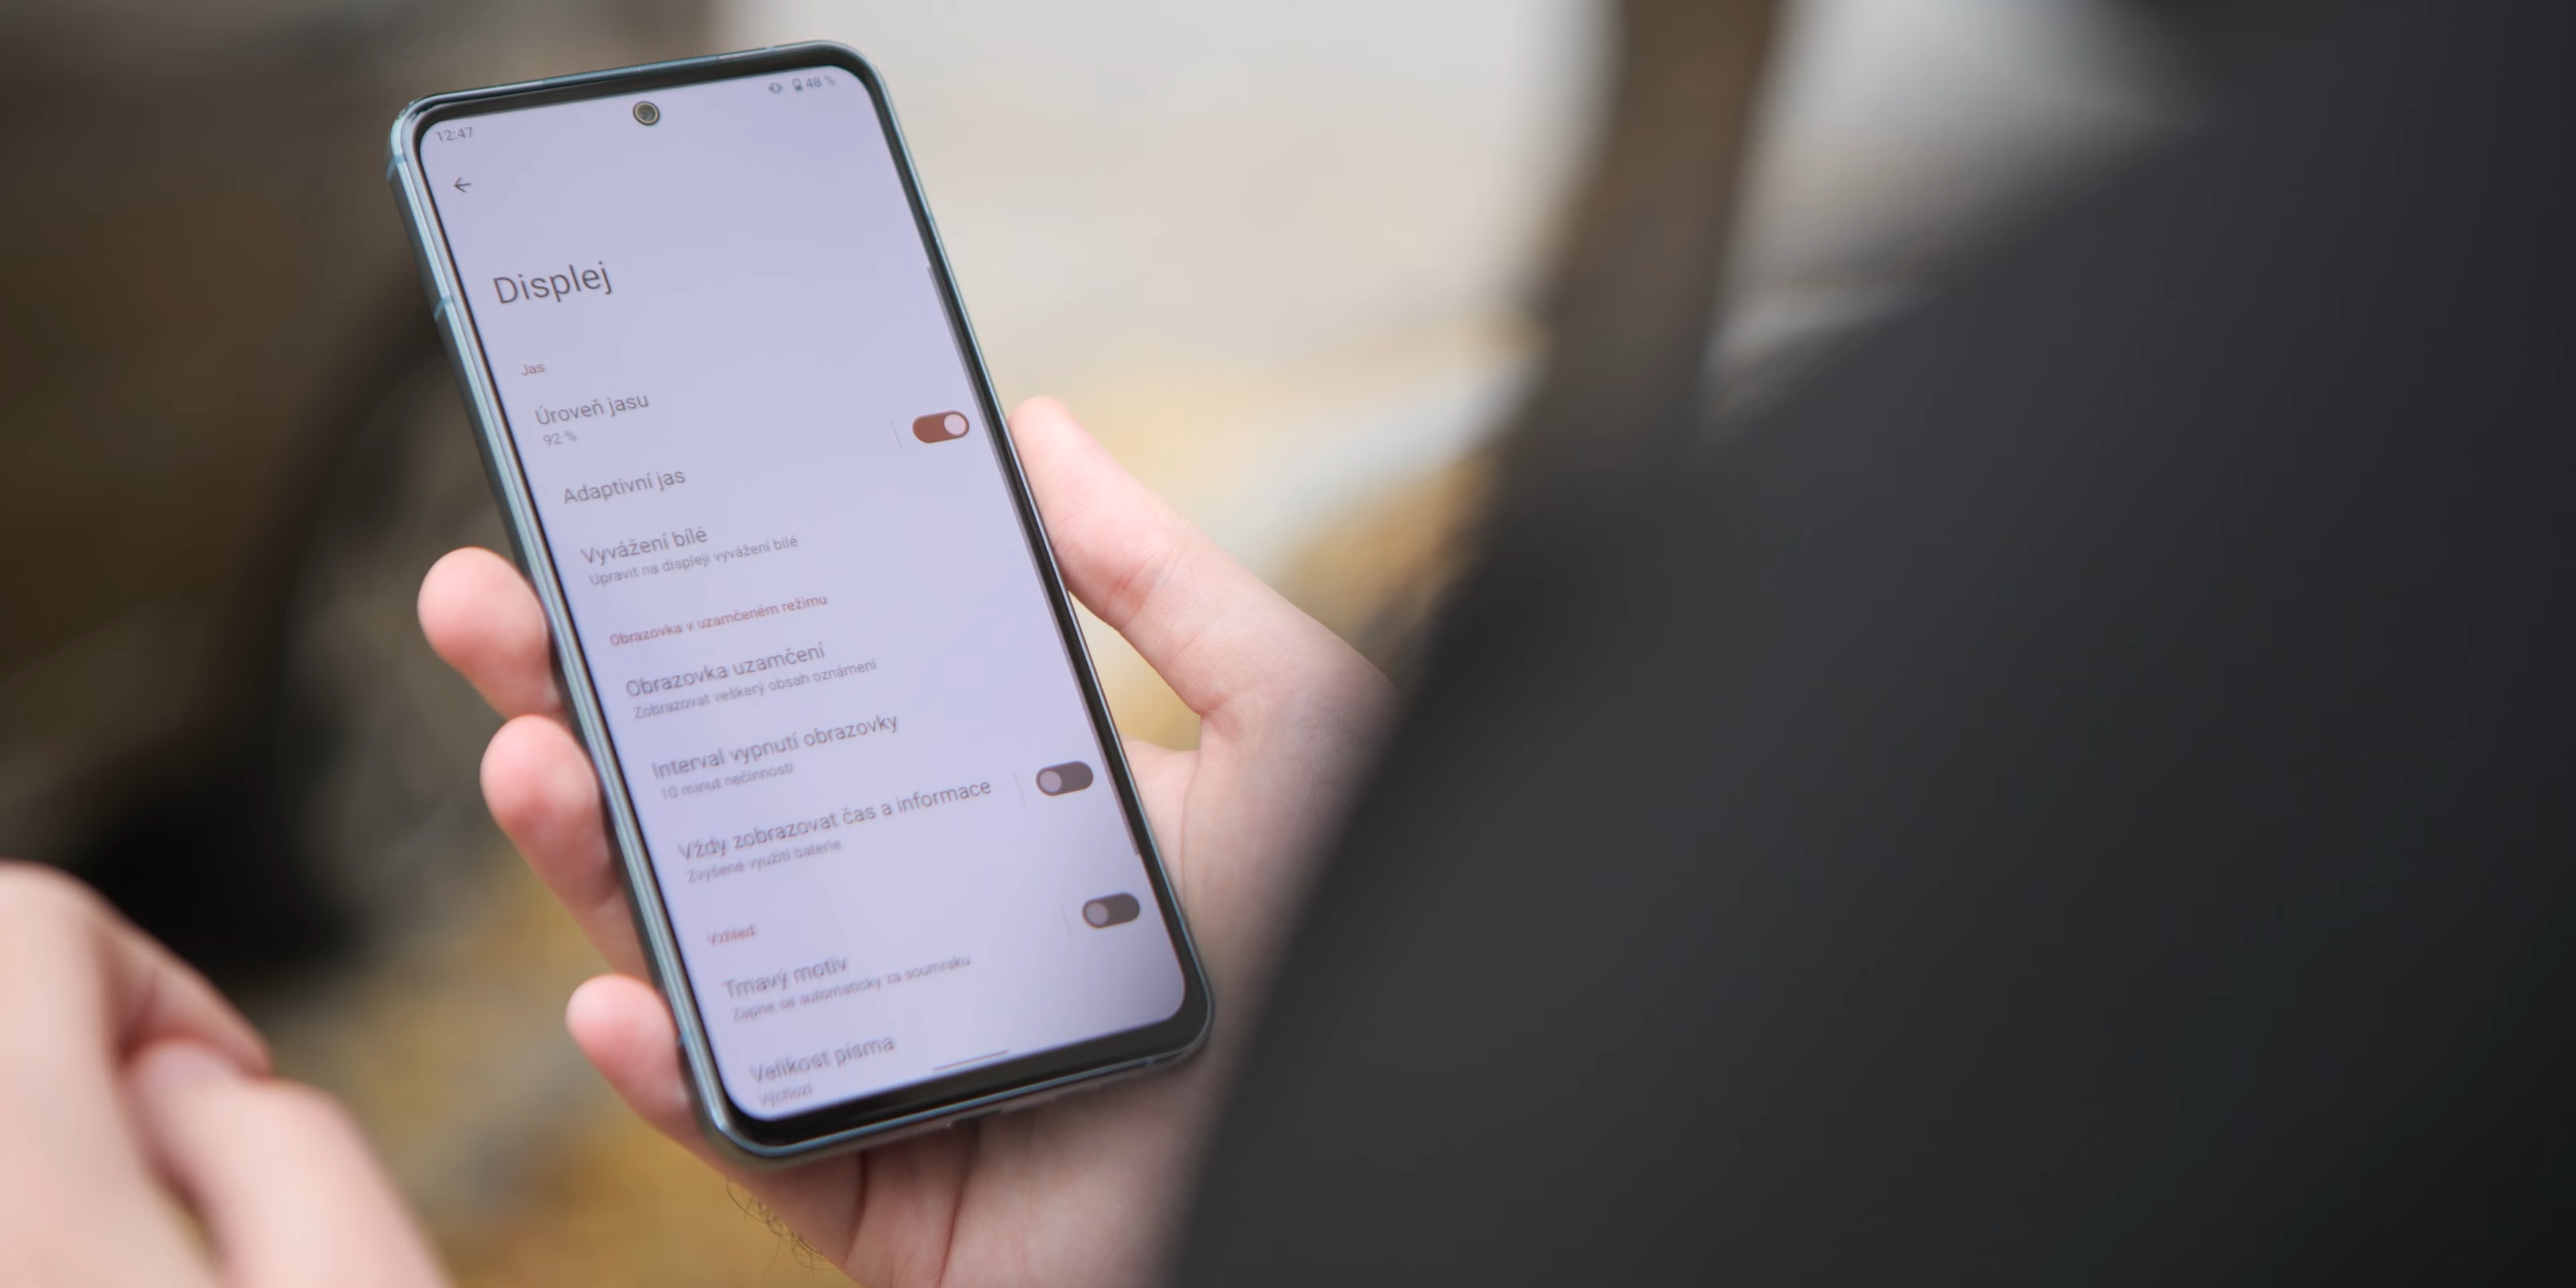 12:47
48 %
Displej
Jas
Úroveň jasu
92 %
Adaptivní jas
Vyvážení bílé
Upravit na displeji vyvážení bílé
Obrazovka v uzamčeném režimu
Obrazovka uzamčení
Zobrazovat veškerý obsah oznámení
Interval vypnutí obrazovky
10 minut nečinnosti
Vždy zobrazovat čas a informace
Zvýšené využití baterie
Vzhled
Tmavý motiv
Zapne se automaticky za soumraku
Velikost písma
Výchozí